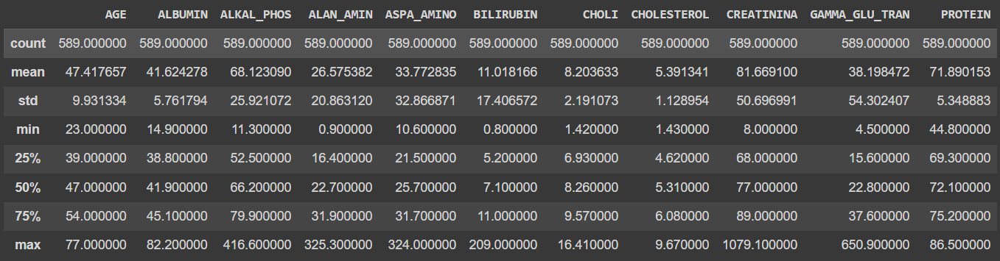 AGE ALBUMIN ALKAL_PHOS ALAN_AMIN ASPA_AMINO BILIRUBIN CHOLI CHOLESTEROL CREATININA GAMMA_GLU_TRAN PROTEIN
count 589.000000 589.000000 589.000000 589.000000 589.000000 589.000000 589.000000 589.000000 589.000000 589.000000 589.000000
mean 47.417657 41.624278 68.123090 26.575382 33.772835 11.018166 8.203633 5.391341 81.669100 38.198472 71.890153
std 9.931334 5.761794 25.921072 20.863120 32.866871 17.406572 2.191073 1.128954 50.696991 54.302407 5.348883
min 23.000000 14.900000 11.300000 0.900000 10.600000 0.800000 1.420000 1.430000 8.000000 4.500000 44.800000
25% 39.000000 38.800000 52.500000 16.400000 21.500000 5.200000 6.930000 4.620000 68.000000 15.600000 69.300000
50% 47.000000 41.900000 66.200000 22.700000 25.700000 7.100000 8.260000 5.310000 77.000000 22.800000 72.100000
75% 54.000000 45.100000 79.900000 31.900000 31.700000 11.000000 9.570000 6.080000 89.000000 37.600000 75.200000
max 77.000000 82.200000 416.600000 325.300000 324.000000 209.000000 16.410000 9.670000 1079.100000 650.900000 86.500000